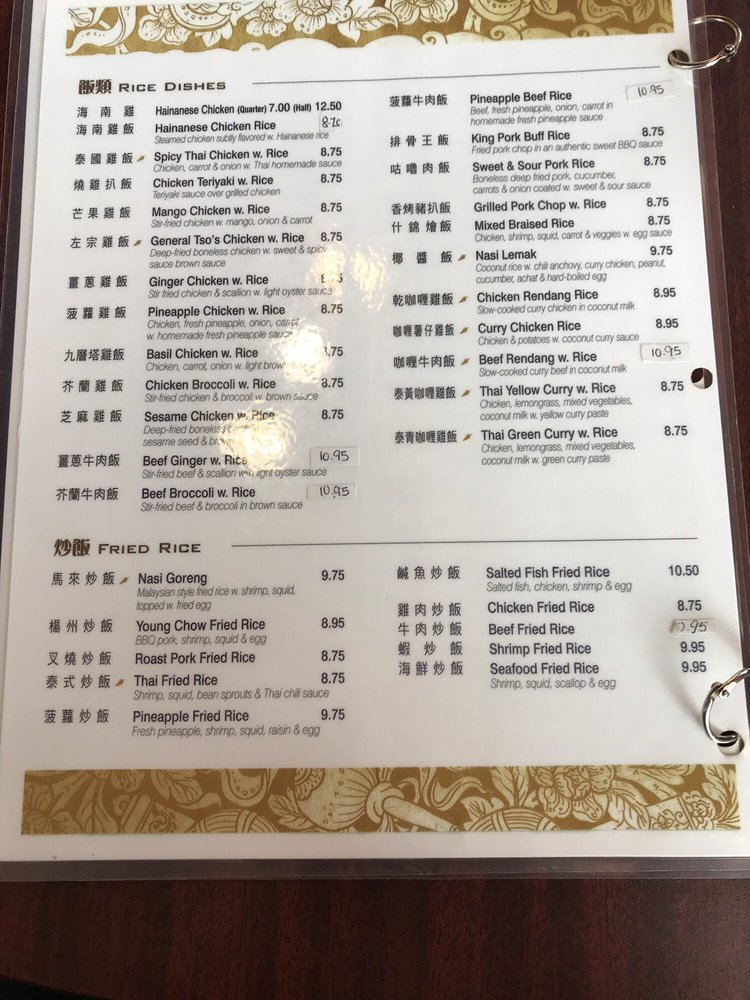 飯類 RICE DISHES
海南雞 Hainanese Chicken (Quarter) 7.00 (Half) 12.50
海南雞飯 Hainanese Chicken Rice
Steamed chicken subtly flavored w. Hainanese rice
泰國雞飯 Spicy Thai Chicken w. Rice 8.75
Chicken, carrot & onion w. Thai homemade sauce
燒雞扒飯 Chicken Teriyaki w. Rice 8.75
Teriyaki sauce over grilled chicken
芒果雞飯 Mango Chicken w. Rice 8.75
Stir-fried chicken w. mango, onion & carrot
左宗雞飯 General Tso's Chicken w. Rice 8.75
Deep-fried boneless chicken w. sweet & spicy
sauce brown sauce
薑蔥雞飯 Ginger Chicken w. Rice
Stir fried chicken & scallion w. light oyster sauce
菠蘿雞飯 Pineapple Chicken w. Rice 8.75
Chicken, fresh pineapple, onion, carrot
w. homemade fresh pineapple sauce
九層塔雞飯 Basil Chicken w. Rice 8.75
Chicken, carrot, onion w. light brown sauce
芥蘭雞飯 Chicken Broccoli w. Rice 8.75
Stir-fried chicken & broccoli w. brown sauce
芝麻雞飯 Sesame Chicken w. Rice 8.75
Deep-fried boneless
sesame seed & brown
薑蔥牛肉飯 Beef Ginger w. Rice 10.95
Stir-fried beef & scallion with light oyster sauce
芥蘭牛肉飯 Beef Broccoli w. Rice 10.95
Stir-fried beef & broccoli in brown sauce
菠蘿牛肉飯 Pineapple Beef Rice 10.95
Beef, fresh pineapple, onion, carrot in
homemade fresh pineapple sauce
排骨王飯 King Pork Buff Rice 8.75
Fried pork chop in an authentic sweet BBQ sauce
咕嚕肉飯 Sweet & Sour Pork Rice 8.75
Boneless deep fried pork, cucumber,
carrots & onion coated w. sweet & sour sauce
香烤豬扒飯 Grilled Pork Chop w. Rice 8.75
什錦燴飯 Mixed Braised Rice 8.75
Chicken, shrimp, squid, carrot & veggies w. egg sauce
椰醬飯 Nasi Lemak 9.75
Coconut rice w. chili anchovy, curry chicken, peanut,
cucumber, achat & hard-boiled egg
乾咖喱雞飯 Chicken Rendang Rice 8.95
Slow-cooked curry chicken in coconut milk
咖喱薯仔雞飯 Curry Chicken Rice 8.95
Chicken & potatoes w. coconut curry sauce
咖喱牛肉飯 Beef Rendang w. Rice 10.95
Slow-cooked curry beef in coconut milk
泰黃咖喱雞飯 Thai Yellow Curry w. Rice 8.75
Chicken, lemongrass, mixed vegetables,
coconut milk w. yellow curry paste
泰青咖喱雞飯 Thai Green Curry w. Rice 8.75
Chicken, lemongrass, mixed vegetables,
coconut milk w. green curry paste
炒飯 FRIED RICE
馬來炒飯 Nasi Goreng 9.75
Malaysian style fried rice w. shrimp, squid,
topped w. fried egg
楊州炒飯 Young Chow Fried Rice 8.95
BBQ pork, shrimp, squid & egg
叉燒炒飯 Roast Pork Fried Rice 8.75
泰式炒飯 Thai Fried Rice 8.75
Shrimp, squid, bean sprouts & Thai chili sauce
菠蘿炒飯 Pineapple Fried Rice 9.75
Fresh pineapple, shrimp, squid, raisin & egg
鹹魚炒飯 Salted Fish Fried Rice 10.50
Salted fish, chicken, shrimp & egg
雞肉炒飯 Chicken Fried Rice 8.75
牛肉炒飯 Beef Fried Rice
蝦炒飯 Shrimp Fried Rice 9.95
海鮮炒飯 Seafood Fried Rice 9.95
Shrimp, squid, scallop & egg